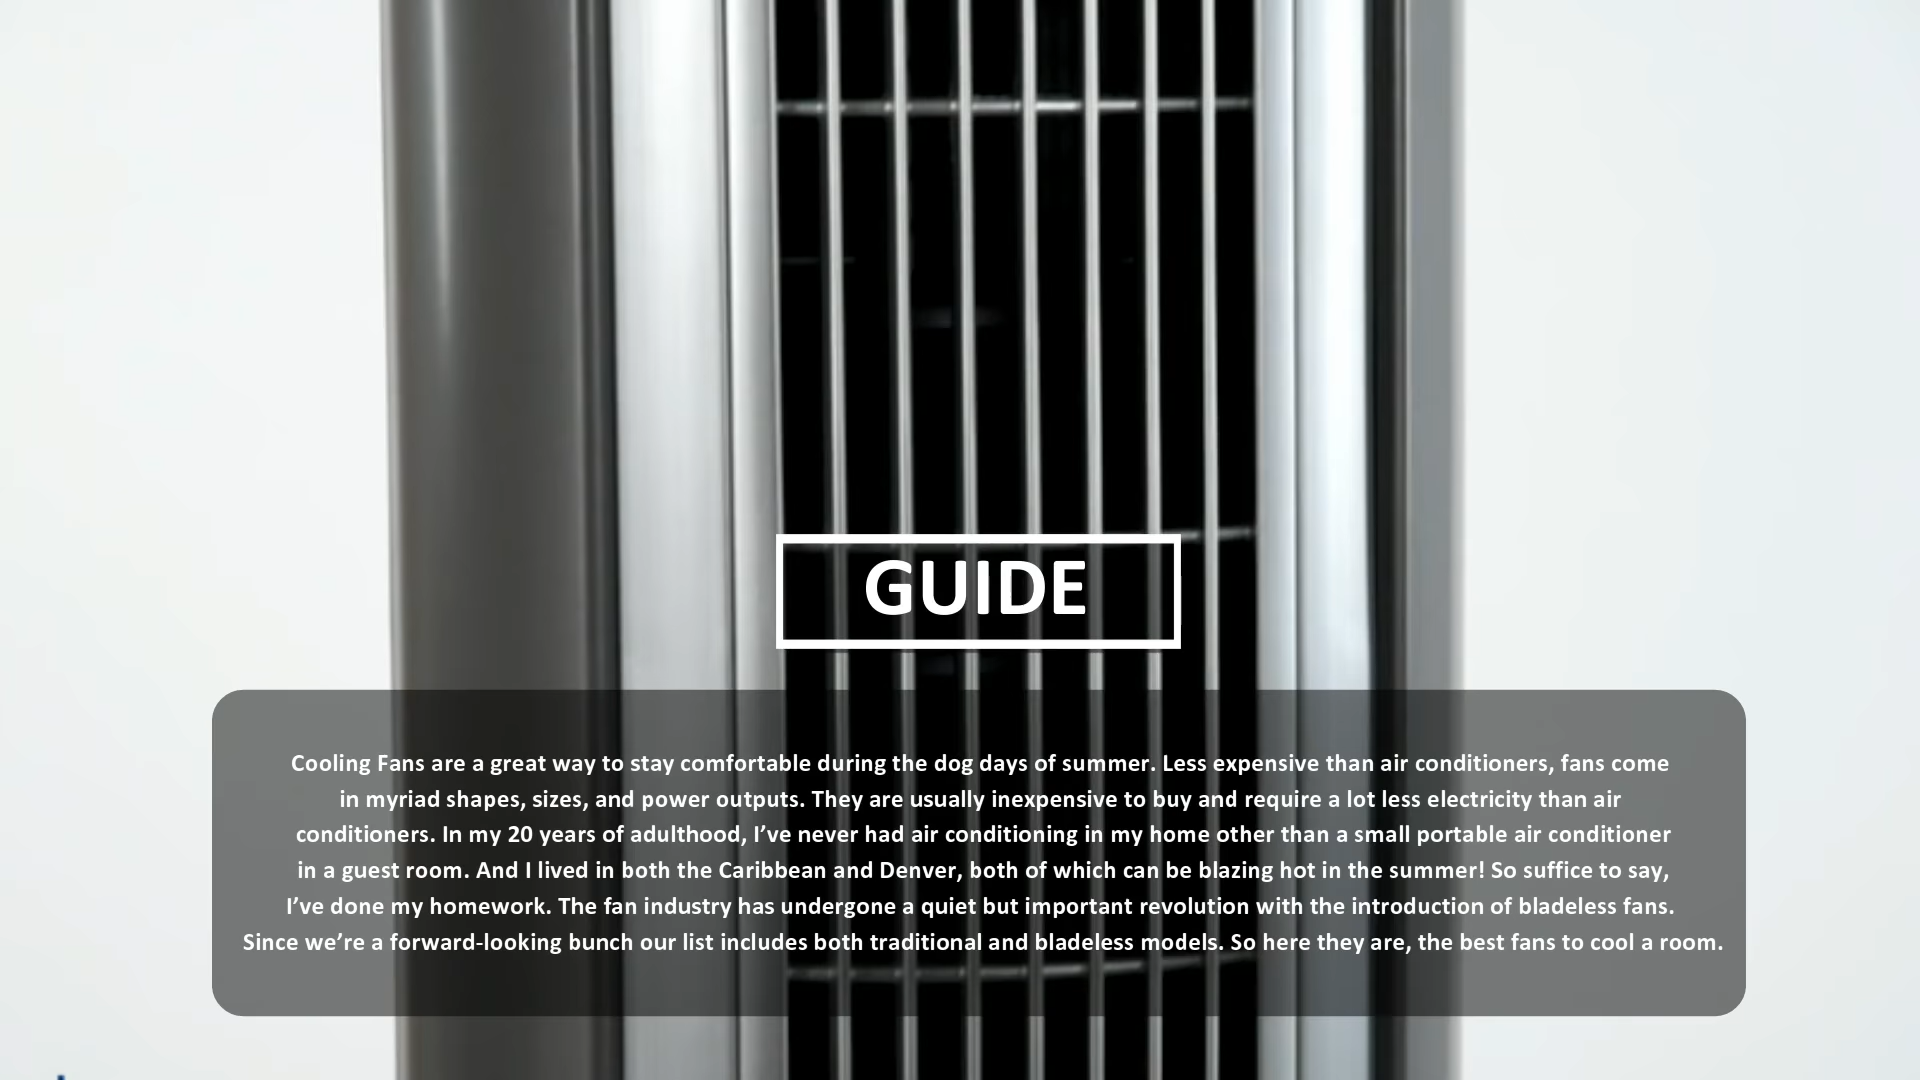 GUIDE
Cooling Fans are a great way to stay comfortable during the dog days of summer. Less expensive than air conditioners, fans come
in myriad shapes, sizes, and power outputs. They are usually inexpensive to buy and require a lot less electricity than air
conditioners. In my 20 years of adulthood, I’ve never had air conditioning in my home other than a small portable air conditioner
in a guest room. And I lived in both the Caribbean and Denver, both of which can be blazing hot in the summer! So suffice to say,
I’ve done my homework. The fan industry has undergone a quiet but important revolution with the introduction of bladeless fans.
Since we’re a forward-looking bunch our list includes both traditional and bladeless models. So here they are, the best fans to cool a room.